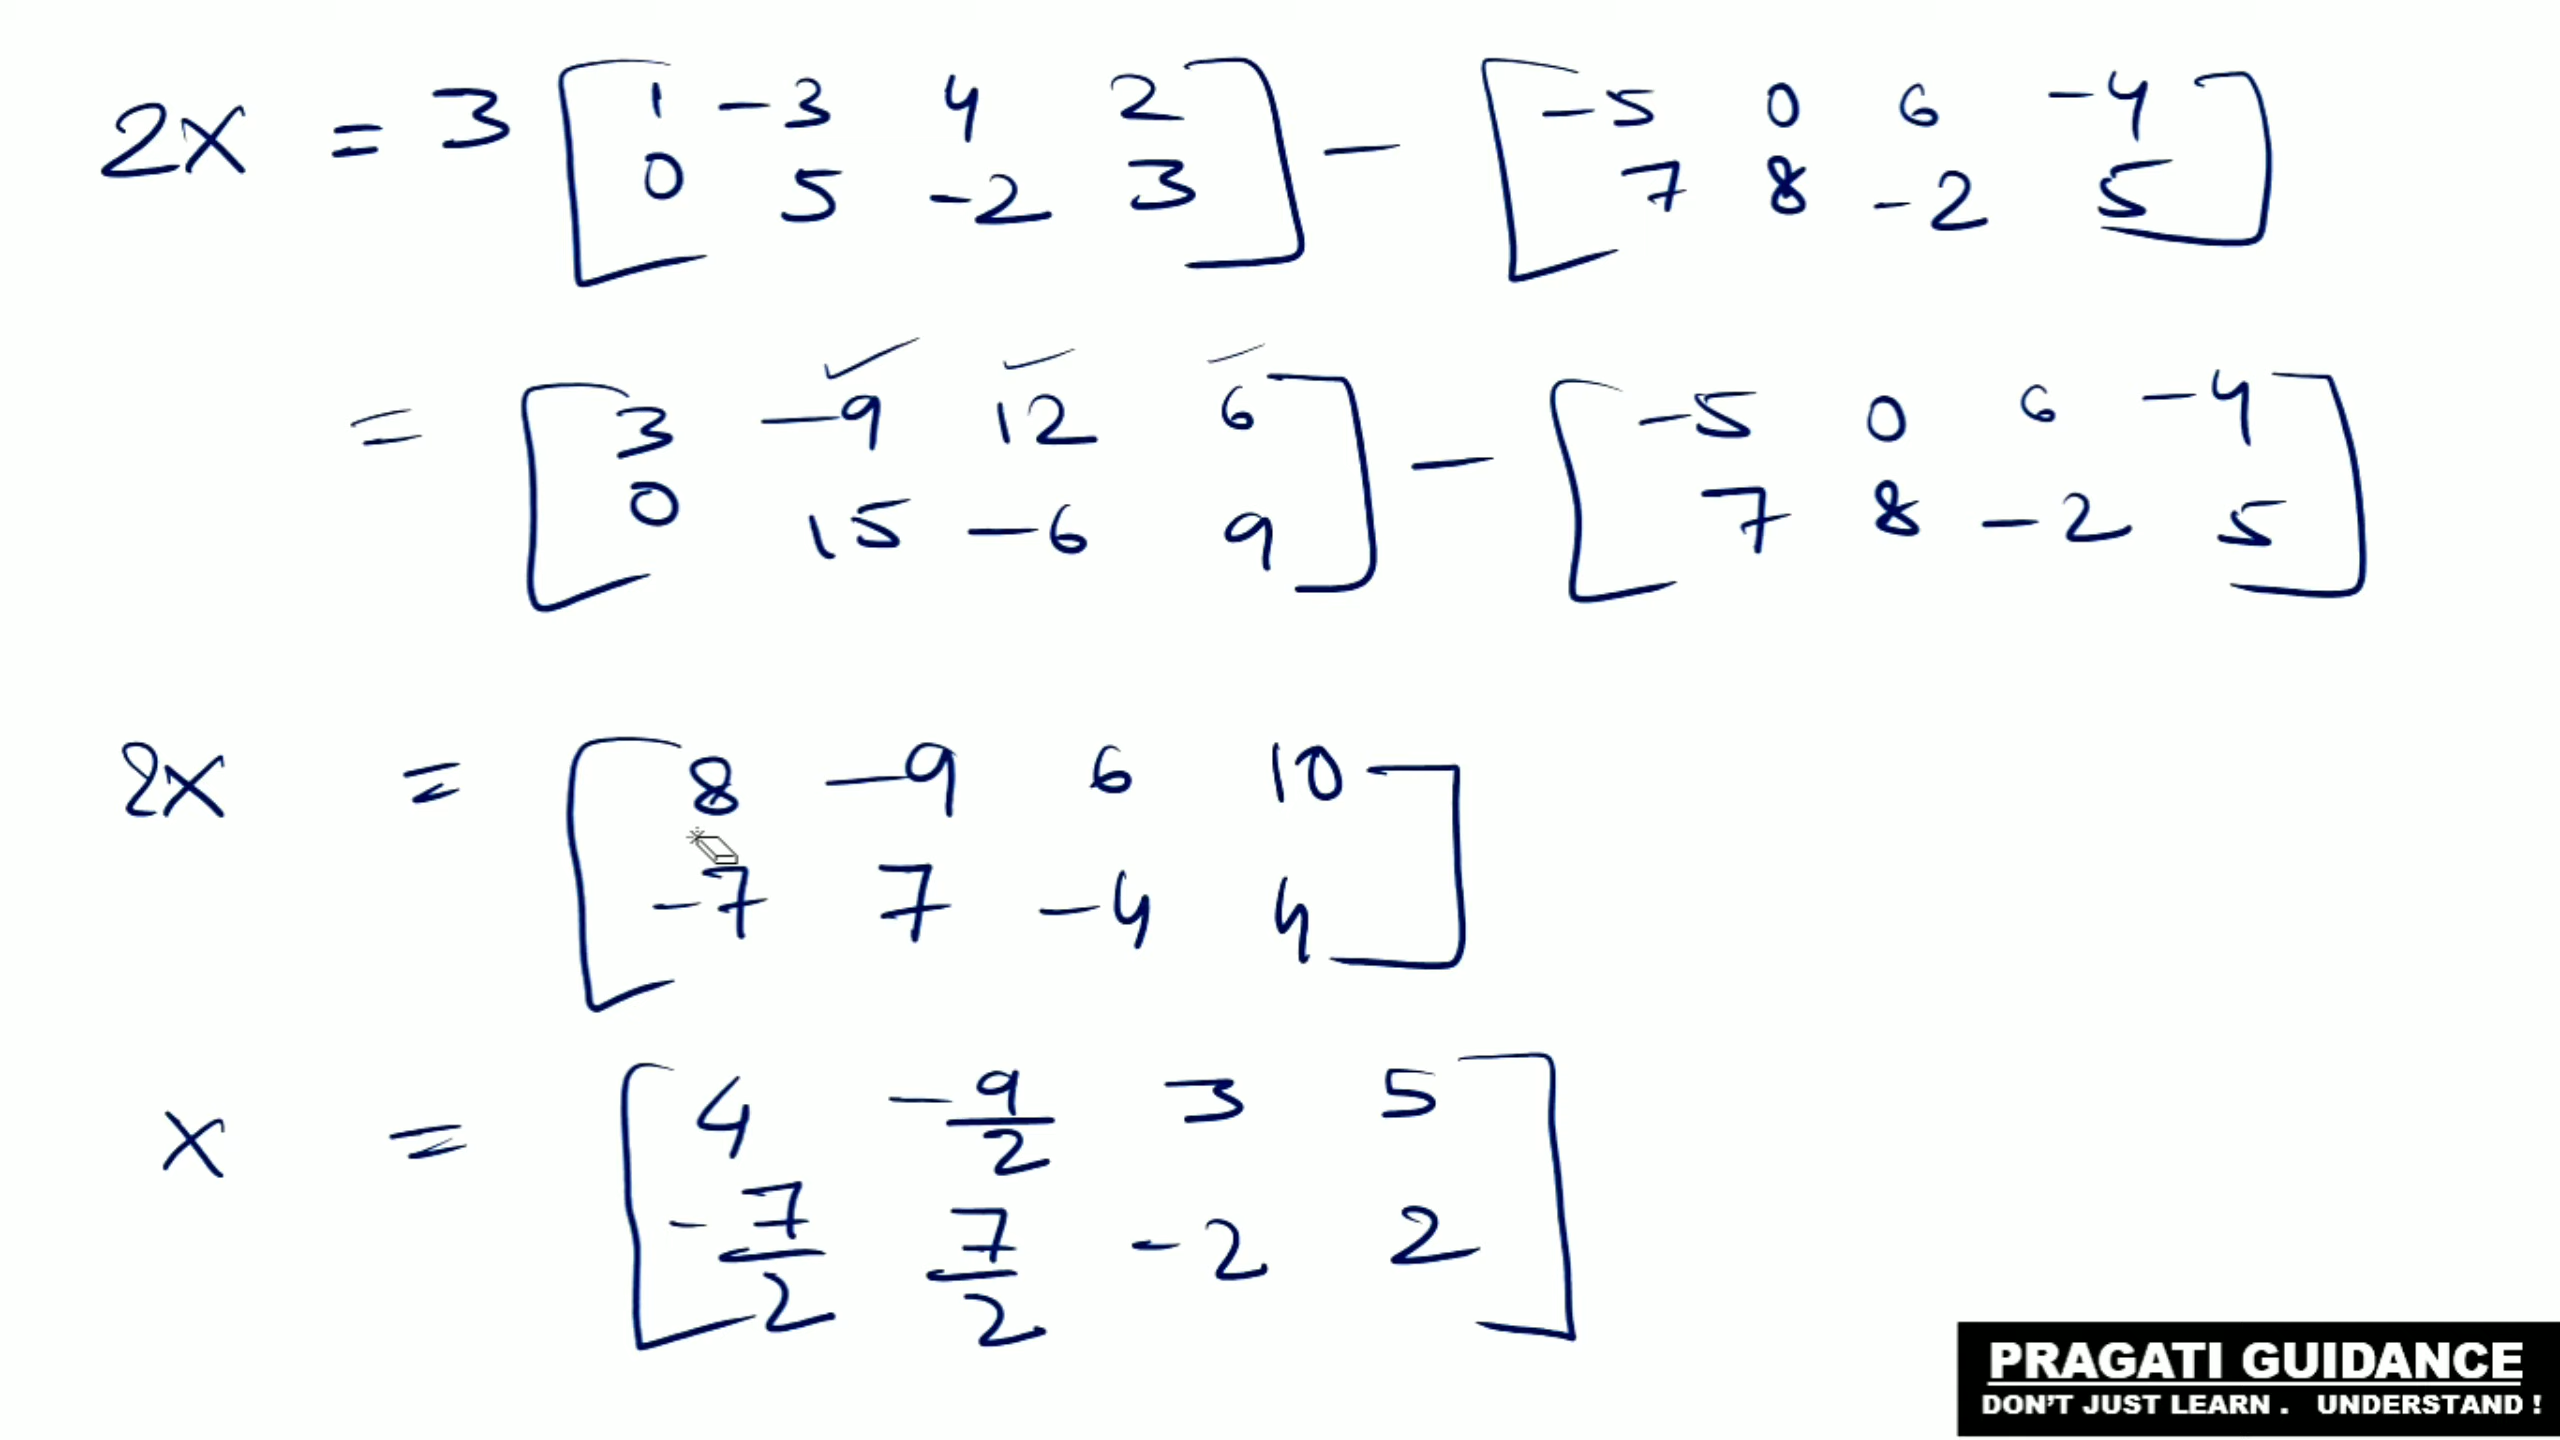 2x = 3 [ 1 -3 4 2 ] - [ -5 0 6 -4 ]
[ 0 5 -2 3 ] [ 7 8 -2 5 ]
= [ 3 -9 12 6 ] - [ -5 0 6 -4 ]
[ 0 15 -6 9 ] [ 7 8 -2 5 ]
2x = [ 8 -9 6 10 ]
[ -7 7 -4 4 ]
x = [ 4 -9/2 3 5 ]
[ -7/2 7/2 -2 2 ]
PRAGATI GUIDANCE
DON'T JUST LEARN . UNDERSTAND !